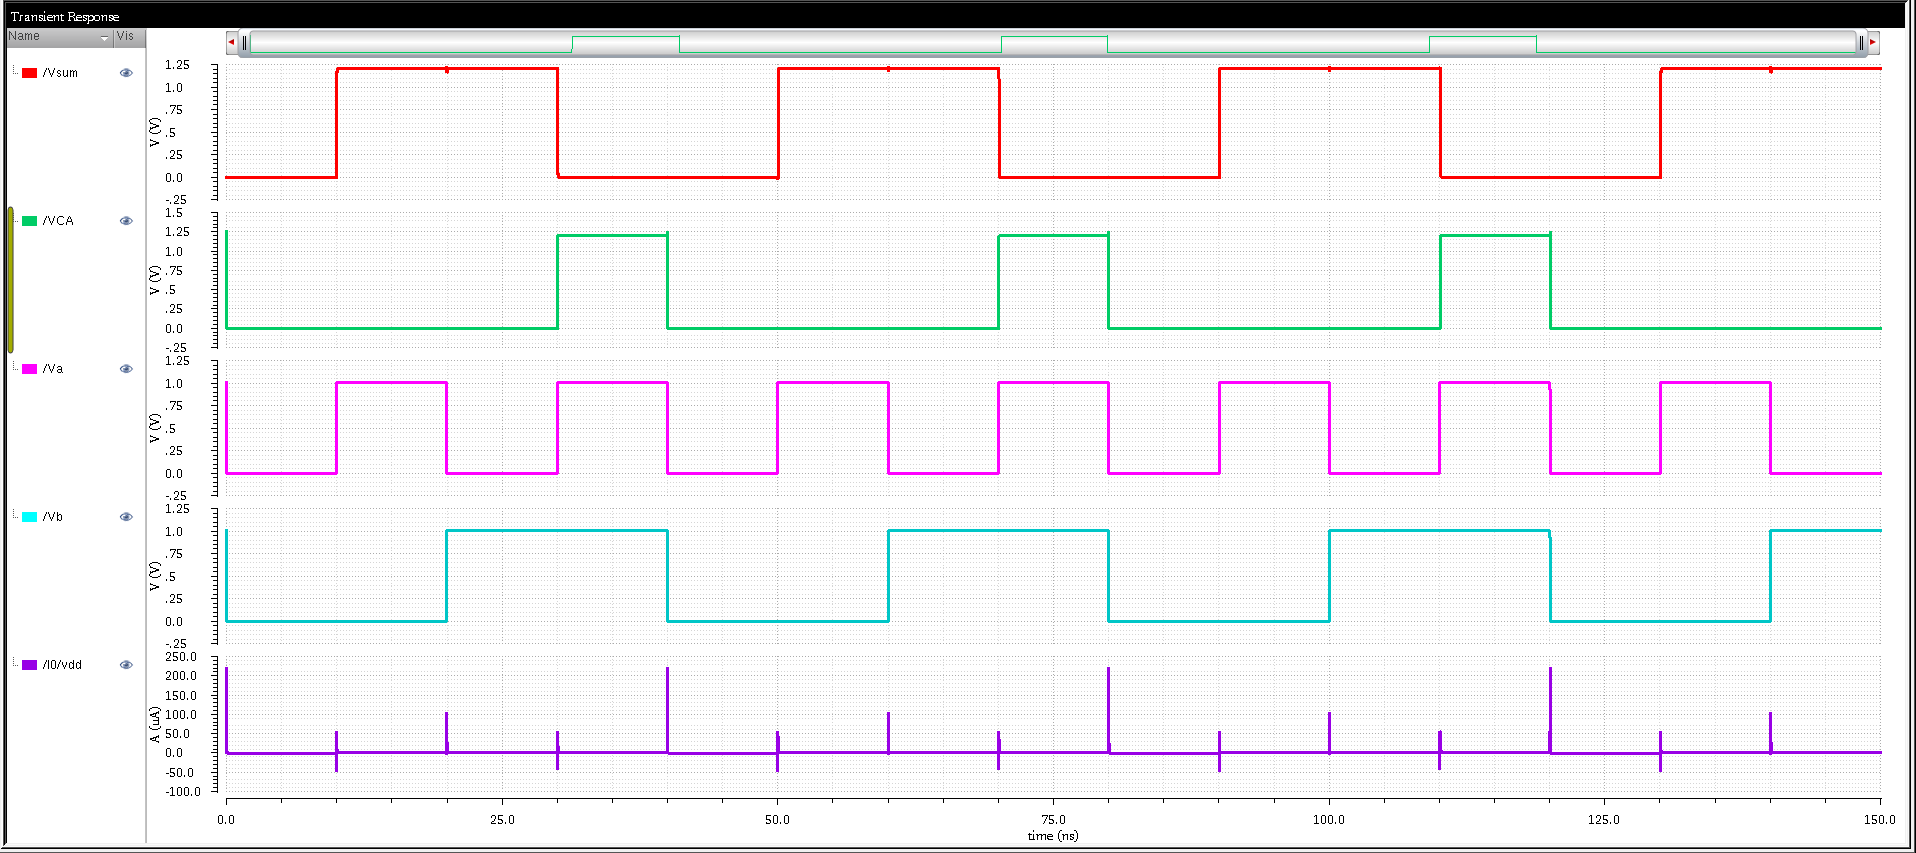 Transient Response
Name Vis
/Vsum
1.25
1.0
.75
.5
.25
0.0
-.25
V (V)
/VCA
1.5
1.25
1.0
.75
.5
.25
0.0
-.25
V (V)
/Va
1.25
1.0
.75
.5
.25
0.0
-.25
V (V)
/Vb
1.25
1.0
.75
.5
.25
0.0
-.25
V (V)
/I0/vdd
250.0
200.0
150.0
100.0
50.0
0.0
-50.0
-100.0
A (uA)
0.0 25.0 50.0 75.0 100.0 125.0 150.0
time (ns)